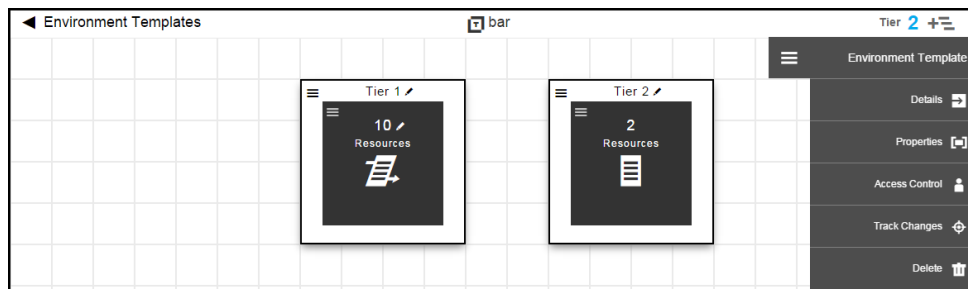 Environment Templates
bar
Tier 2
Environment Template
Tier 1
10
Resources
Tier 2
2
Resources
Details
Properties
Access Control
Track Changes
Delete